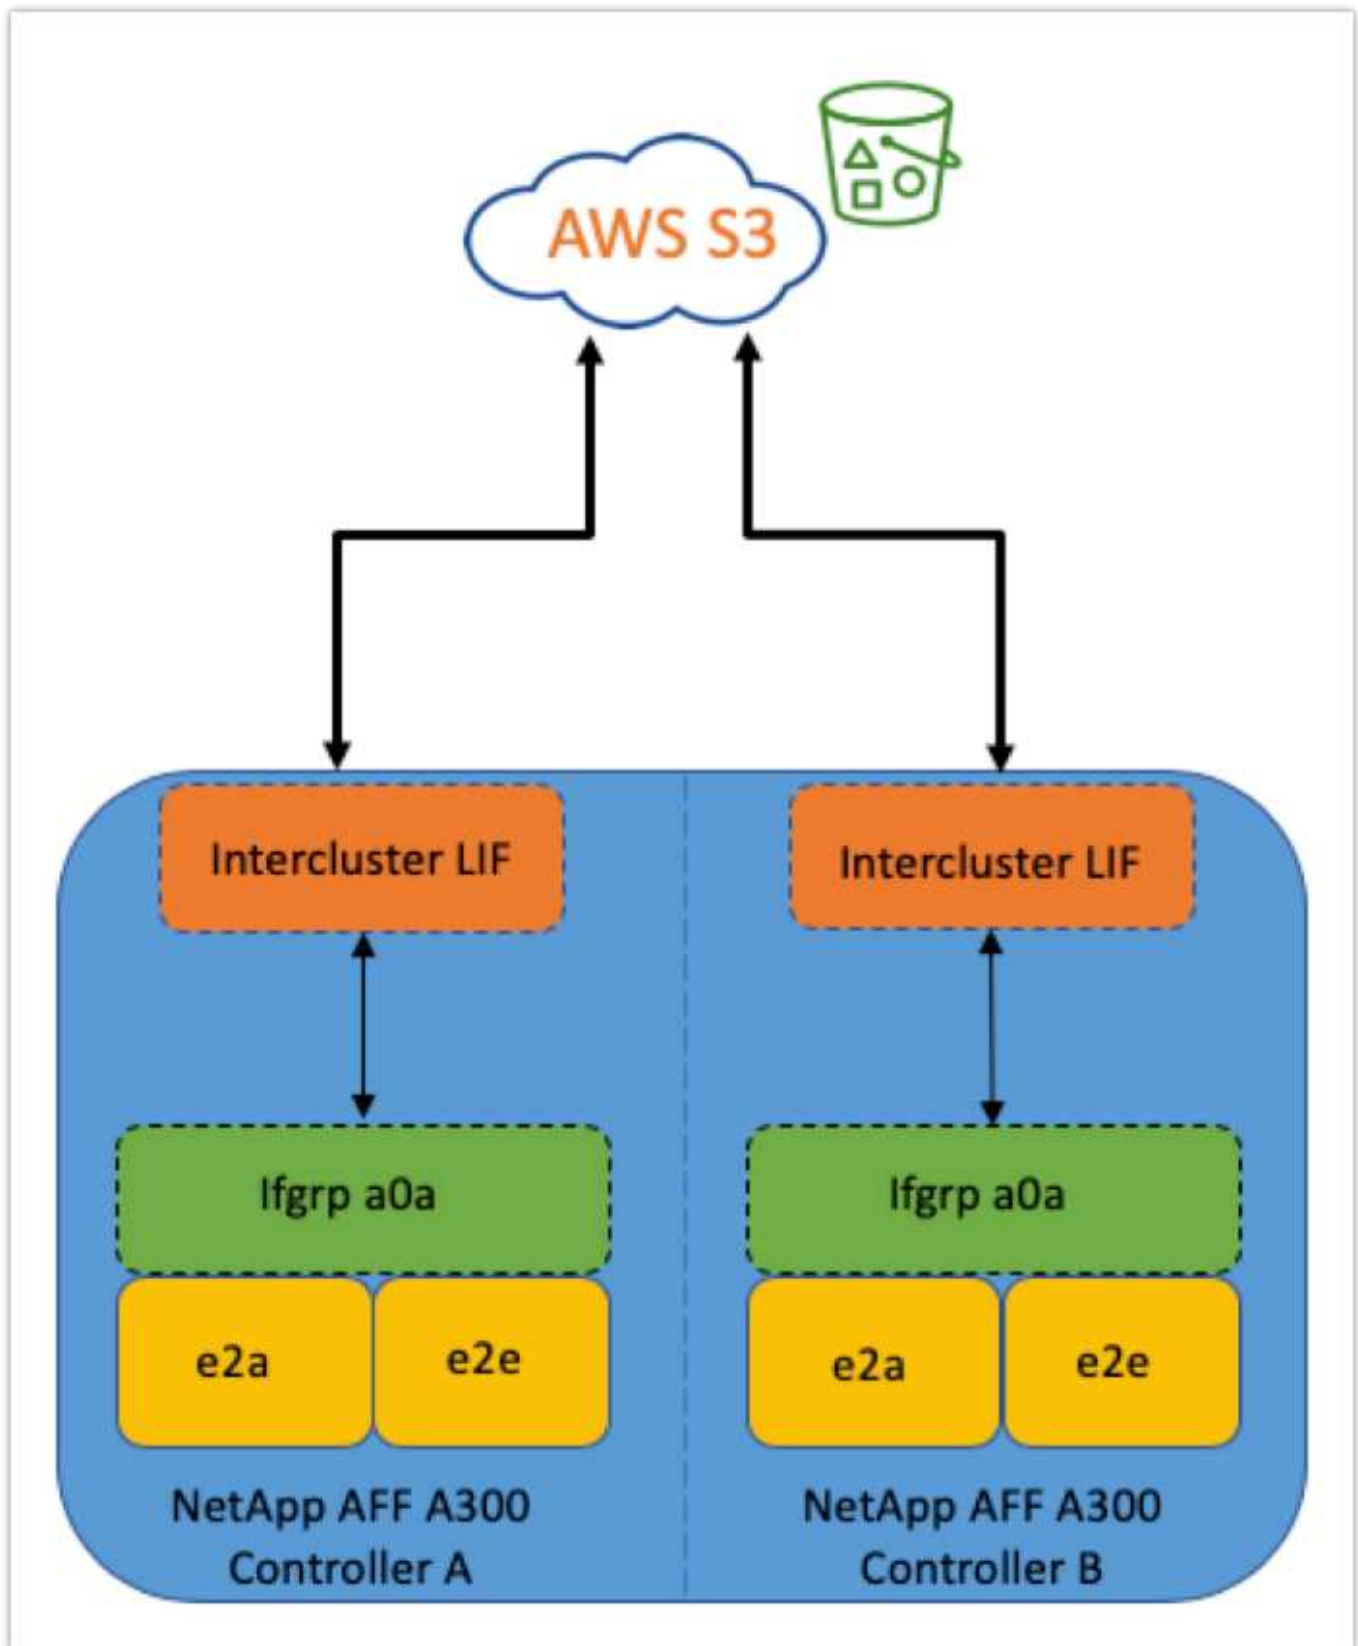 AWS S3
Intercluster LIF
Intercluster LIF
Ifgrp a0a
Ifgrp a0a
e2a
e2e
e2a
e2e
NetApp AFF A300
Controller A
NetApp AFF A300
Controller B